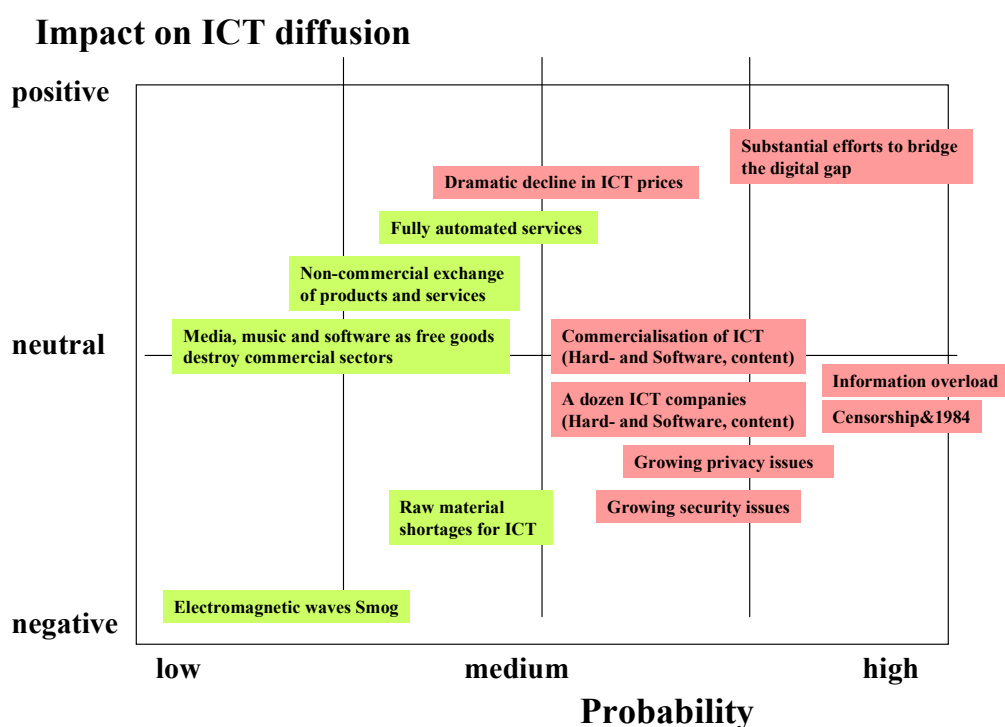 Impact on ICT diffusion
positive
Substantial efforts to bridge
the digital gap
Dramatic decline in ICT prices
Fully automated services
Non-commercial exchange
of products and services
neutral
Media, music and software as free goods
destroy commercial sectors
Commercialisation of ICT
(Hard- and Software, content)
Information overload
A dozen ICT companies
(Hard- and Software, content)
Censorship&1984
Growing privacy issues
Raw material
shortages for ICT
Growing security issues
Electromagnetic waves Smog
negative
low
medium
high
Probability